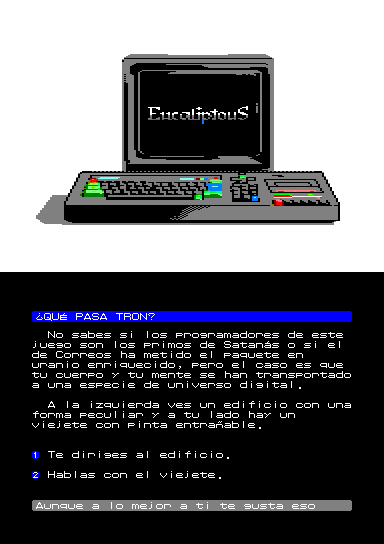 EucaliptouS
¿QUÉ PASA TRON?
No sabes si los programadores de este
juego son los primos de Satanás o si el
de Correos ha metido el paquete en
uranio enriquecido, pero el caso es que
tu cuerpo y tu mente se han transportado
a una especie de universo digital.
A la izquierda ves un edificio con una
forma peculiar y a tu lado hay un
viejete con pinta entrañable.
1 Te diriges al edificio.
2 Hablas con el viejete.
Aunque a lo mejor a ti te gusta eso